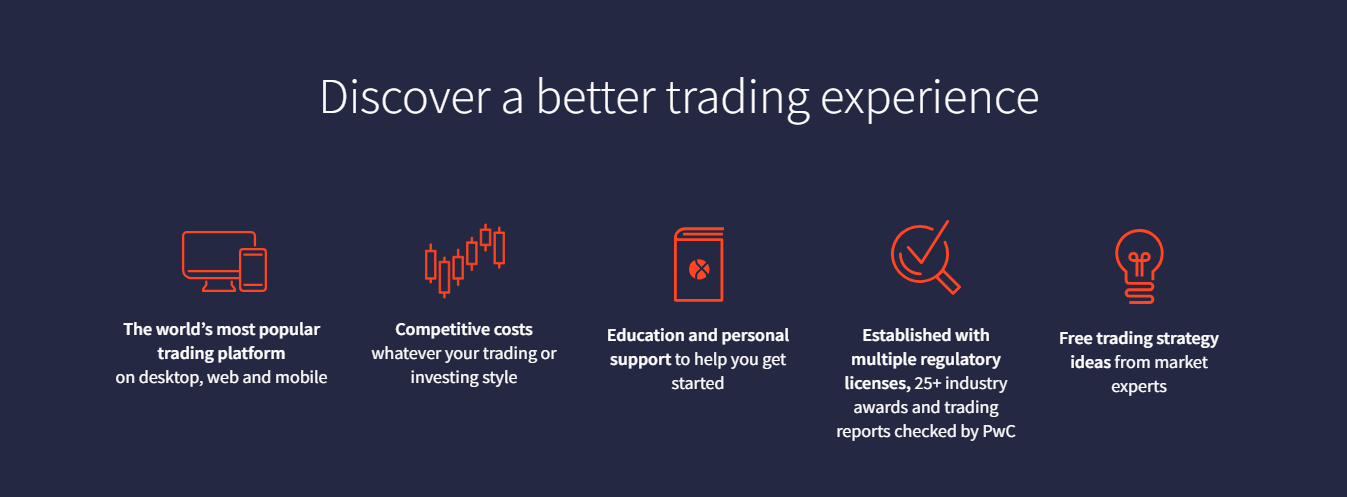 Discover a better trading experience
The world's most popular
trading platform
on desktop, web and mobile
Competitive costs
whatever your trading or
investing style
Education and personal
support to help you get
started
Established with
multiple regulatory
licenses, 25+ industry
awards and trading
reports checked by PwC
Free trading strategy
ideas from market
experts